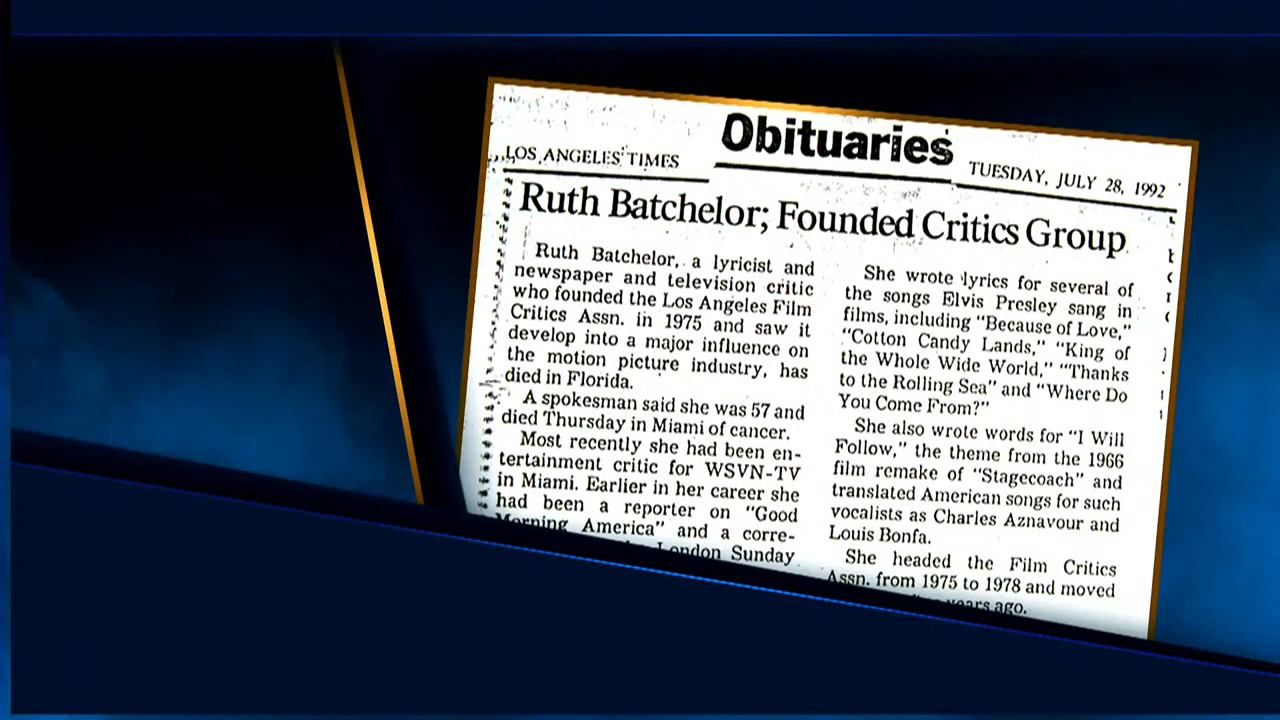 Obituaries
LOS ANGELES TIMES
TUESDAY, JULY 28, 1992
Ruth Batchelor; Founded Critics Group
Ruth Batchelor, a lyricist and
newspaper and television critic
who founded the Los Angeles Film
Critics Assn. in 1975 and saw it
develop into a major influence on
the motion picture industry, has
died in Florida.
A spokesman said she was 57 and
died Thursday in Miami of cancer.
Most recently she had been en-
tertainment critic for WSVN-TV
in Miami. Earlier in her career she
had been a reporter on "Good
Morning America" and a corre-
London Sunday
She wrote lyrics for several of
the songs Elvis Presley sang in
films, including "Because of Love,"
"Cotton Candy Lands," "King of
the Whole Wide World," "Thanks
to the Rolling Sea" and "Where Do
You Come From?"
She also wrote words for "I Will
Follow," the theme from the 1966
film remake of "Stagecoach" and
translated American songs for such
vocalists as Charles Aznavour and
Louis Bonfa.
She headed the Film Critics
Assn. from 1975 to 1978 and moved
years ago.